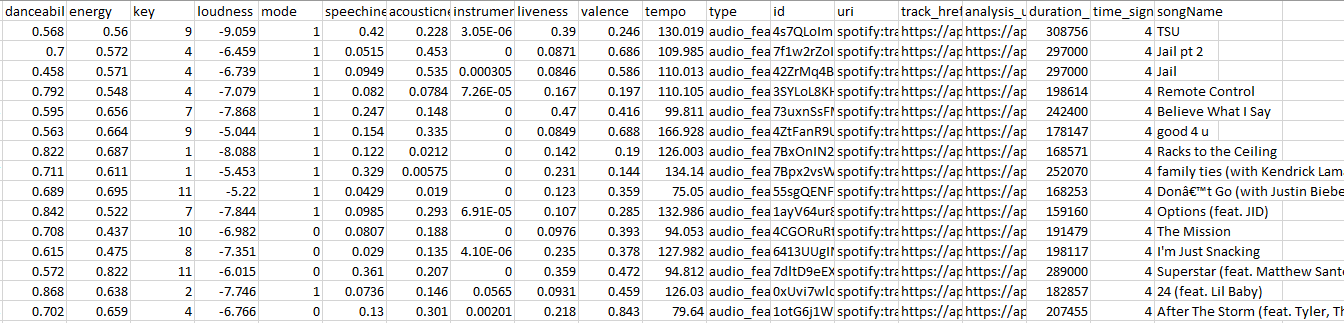 danceabil energy key loudness mode speechine acousticne instrumer liveness valence tempo type id uri track_href analysis_u duration_ time_sign songName
0.568 0.56 9 -9.059 1 0.42 0.228 3.05E-06 0.39 0.246 130.019 audio_fea 4s7QLoIm spotify:tra https://ap https://ap 308756 4 TSU
0.7 0.572 4 -6.459 1 0.0515 0.453 0 0.0871 0.686 109.985 audio_fea 7f1w2rZoI spotify:tra https://ap https://ap 297000 4 Jail pt 2
0.458 0.571 4 -6.739 1 0.0949 0.535 0.000305 0.0846 0.586 110.013 audio_fea 42ZrMq4B spotify:tra https://ap https://ap 297000 4 Jail
0.792 0.548 4 -7.079 1 0.082 0.0784 7.26E-05 0.167 0.197 110.105 audio_fea 3SYLoL8KH spotify:tra https://ap https://ap 198614 4 Remote Control
0.595 0.656 7 -7.868 1 0.247 0.148 0 0.47 0.416 99.811 audio_fea 73uxnSsFN spotify:tra https://ap https://ap 242400 4 Believe What I Say
0.563 0.664 9 -5.044 1 0.154 0.335 0 0.0849 0.688 166.928 audio_fea 4ZtFanR9U spotify:tra https://ap https://ap 178147 4 good 4 u
0.822 0.687 1 -8.088 1 0.122 0.0212 0 0.142 0.19 126.003 audio_fea 7BxOnIN2 spotify:tra https://ap https://ap 168571 4 Racks to the Ceiling
0.711 0.611 1 -5.453 1 0.329 0.00575 0 0.231 0.144 134.14 audio_fea 7Bpx2vsW spotify:tra https://ap https://ap 252070 4 family ties (with Kendrick Lama
0.689 0.695 11 -5.22 1 0.0429 0.019 0 0.123 0.359 75.05 audio_fea 55sgQENF spotify:tra https://ap https://ap 168253 4 Donâ€™t Go (with Justin Biebe
0.842 0.522 7 -7.844 1 0.0985 0.293 6.91E-05 0.107 0.285 132.986 audio_fea 1ayV64ur8 spotify:tra https://ap https://ap 159160 4 Options (feat. JID)
0.708 0.437 10 -6.982 0 0.0807 0.188 0 0.0976 0.393 94.053 audio_fea 4CGORuRt spotify:tra https://ap https://ap 191479 4 The Mission
0.615 0.475 8 -7.351 0 0.029 0.135 4.10E-06 0.235 0.378 127.982 audio_fea 6413UUgIN spotify:tra https://ap https://ap 198117 4 I'm Just Snacking
0.572 0.822 11 -6.015 0 0.361 0.207 0 0.359 0.472 94.812 audio_fea 7dltD9eEX spotify:tra https://ap https://ap 289000 4 Superstar (feat. Matthew Sant
0.868 0.638 2 -7.746 1 0.0736 0.146 0.0565 0.0931 0.459 126.03 audio_fea 0xUvi7wlc spotify:tra https://ap https://ap 182857 4 24 (feat. Lil Baby)
0.702 0.659 4 -6.766 0 0.13 0.301 0.00201 0.218 0.843 79.64 audio_fea 1otG6j1W spotify:tra https://ap https://ap 207455 4 After The Storm (feat. Tyler, Th